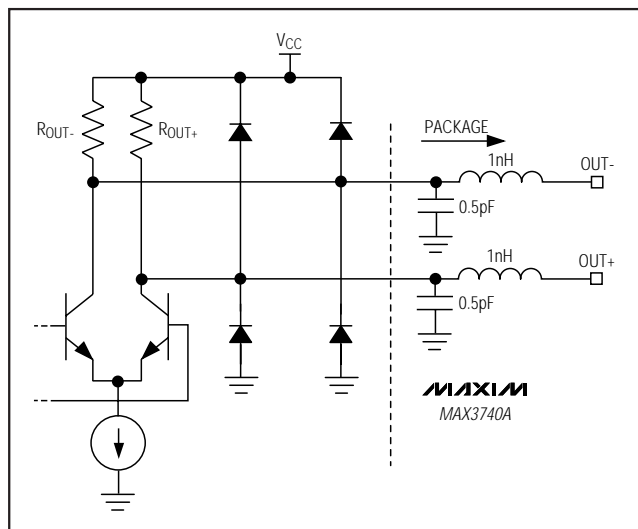 VCC
ROUT-
ROUT+
PACKAGE
1nH
OUT-
0.5pF
1nH
OUT+
0.5pF
MAXIM
MAX3740A